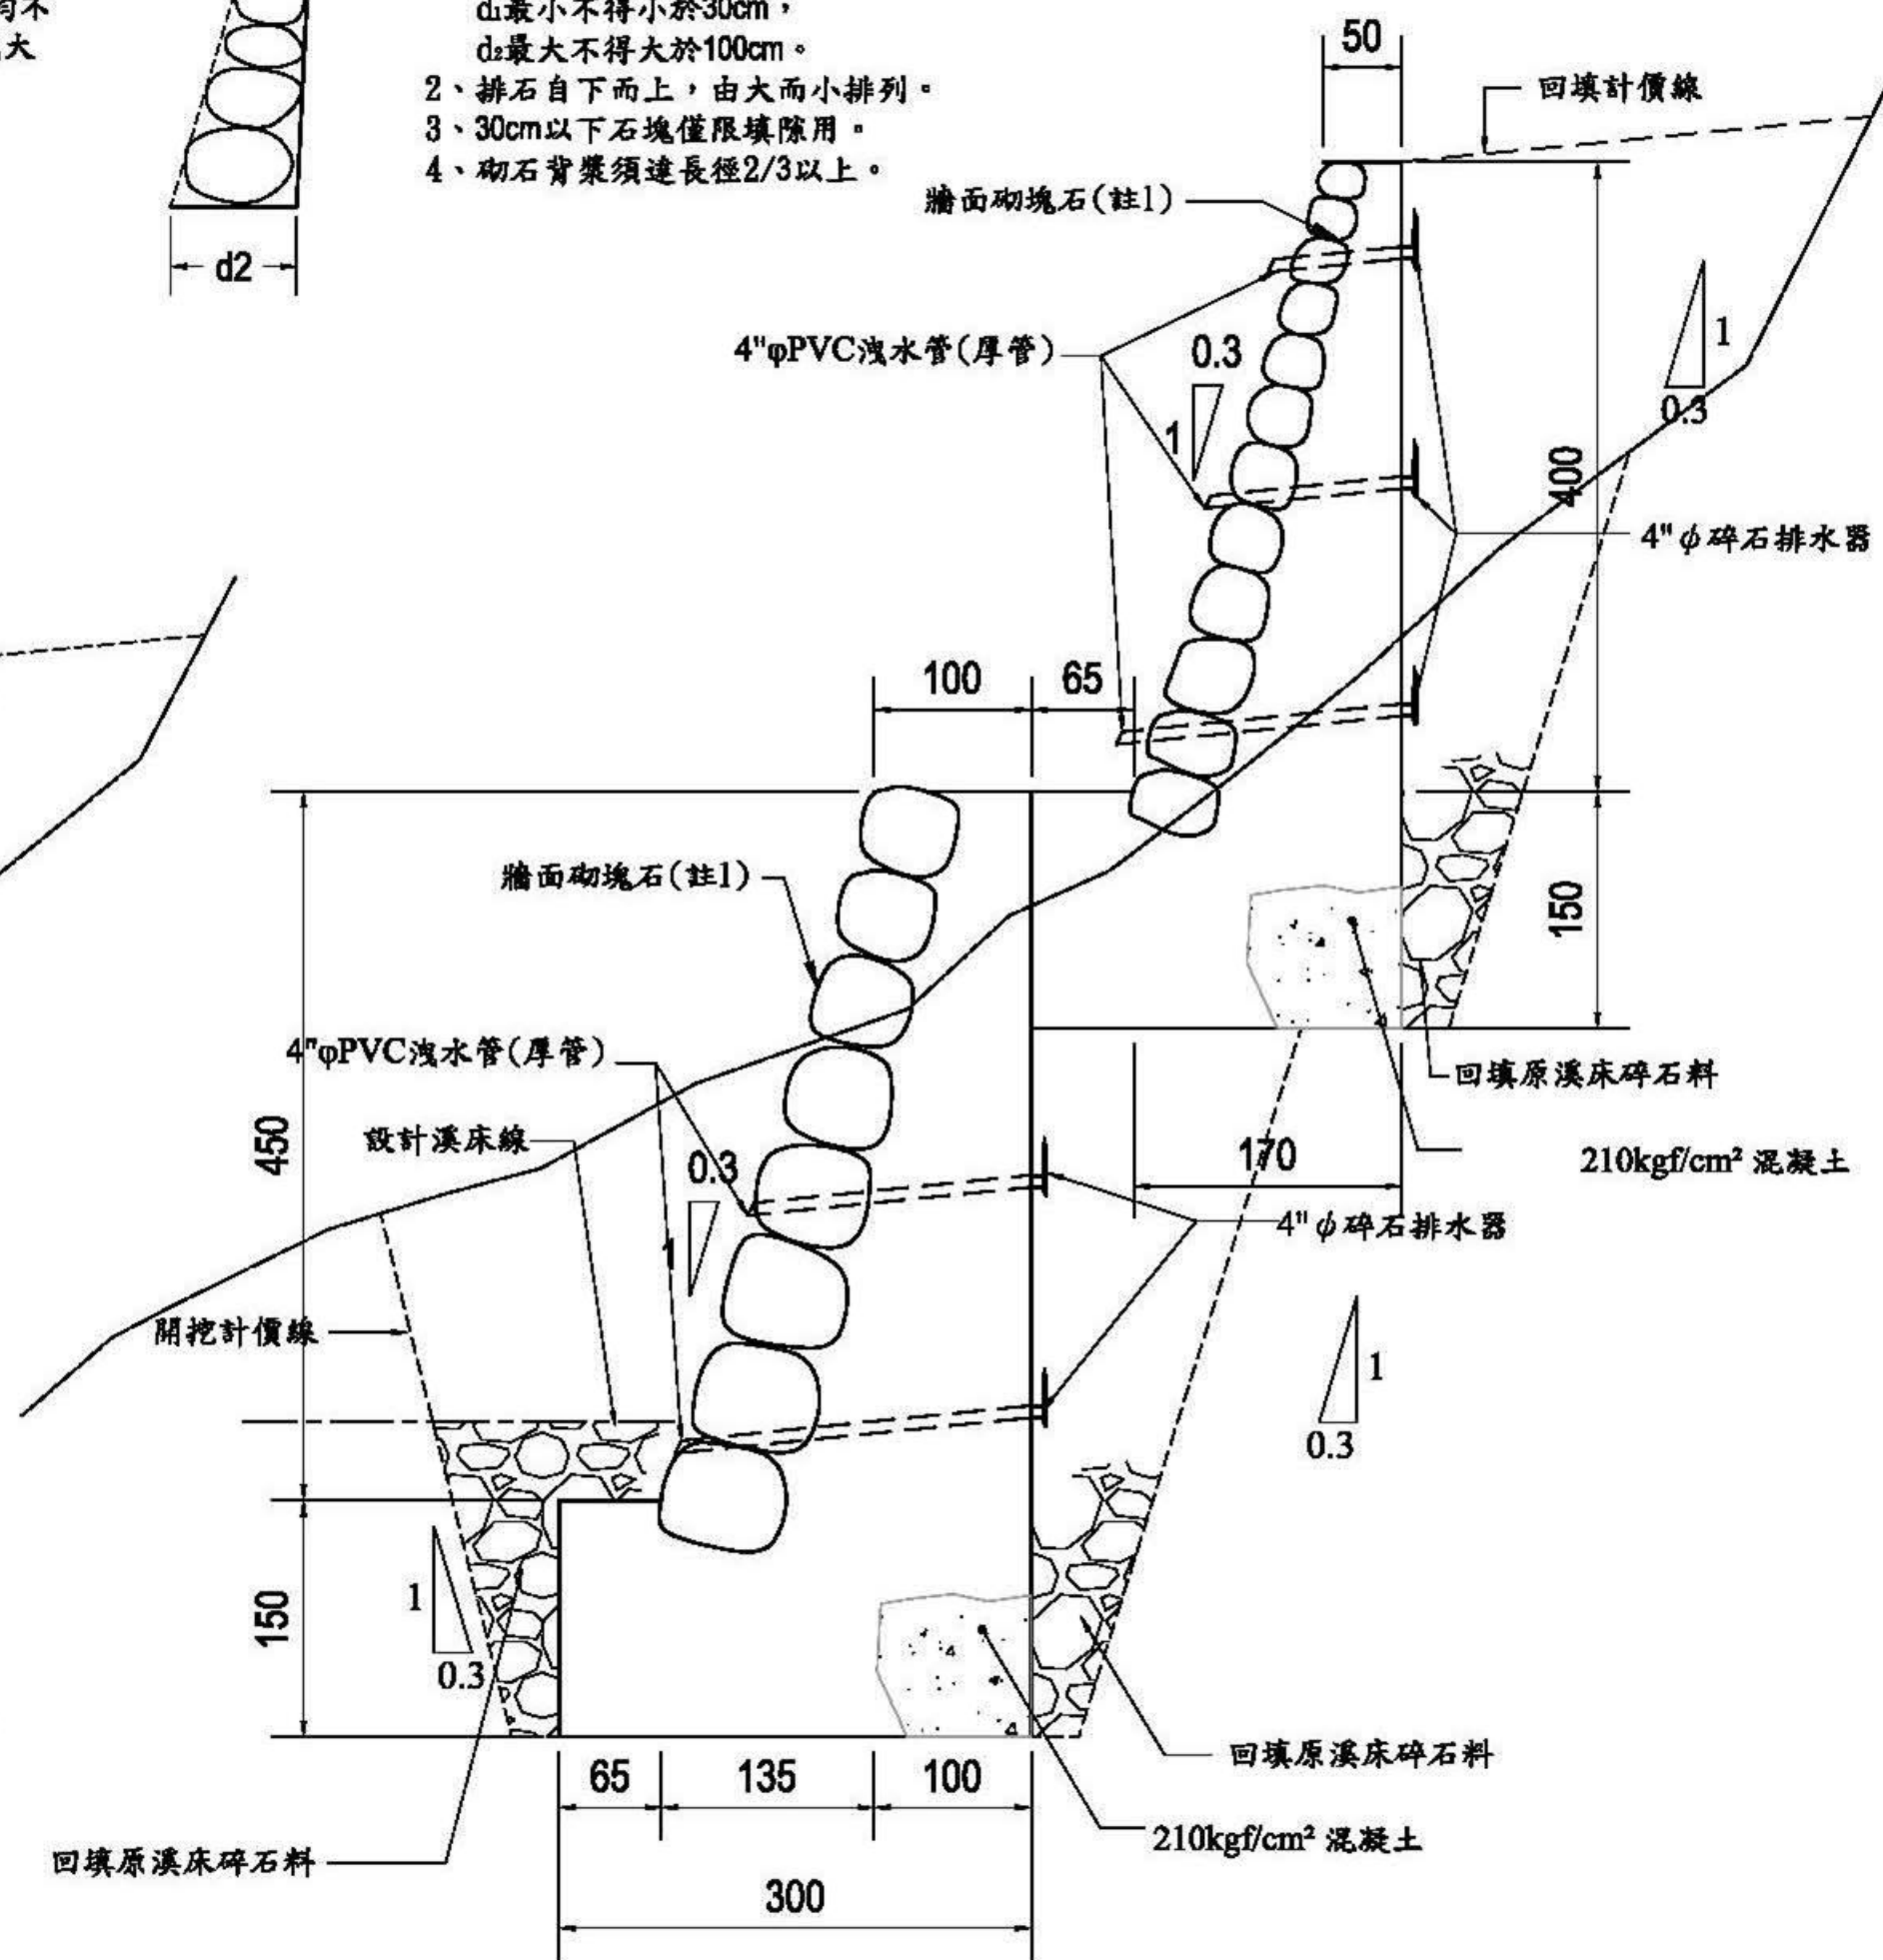 均不
大
d1最小不得小於30cm，
d2最大不得大於100cm。
2、排石自下而上，由大而小排列。
3、30cm以下石塊僅限填隙用。
4、砌石背漿須達長徑2/3以上。
d2
50
回填計價線
牆面砌塊石(註1)
4"φPVC洩水管(厚管)
0.3
1
1
0.3
400
4"φ碎石排水器
100
65
牆面砌塊石(註1)
150
4"φPVC洩水管(厚管)
回填原溪床碎石料
設計溪床線
450
170
210kgf/cm² 混凝土
0.3
1
4"φ碎石排水器
開挖計價線
1
0.3
1
0.3
150
回填原溪床碎石料
65
135
100
210kgf/cm² 混凝土
回填原溪床碎石料
300